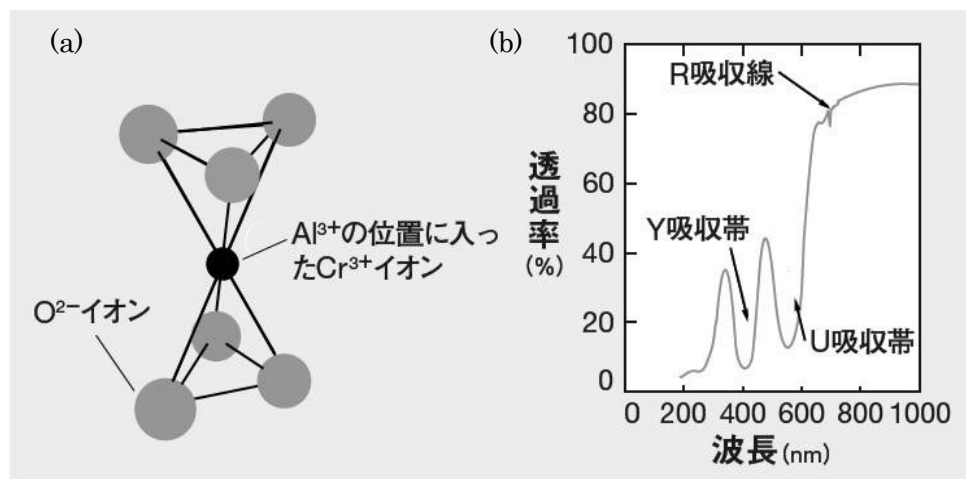 (a)
Al³⁺の位置に入っ
たCr³⁺イオン
O²⁻イオン
(b)
100
80
60
40
20
0
透過率
(%)
R吸収線
Y吸収帯
U吸収帯
0 200 400 600 800 1000
波長(nm)